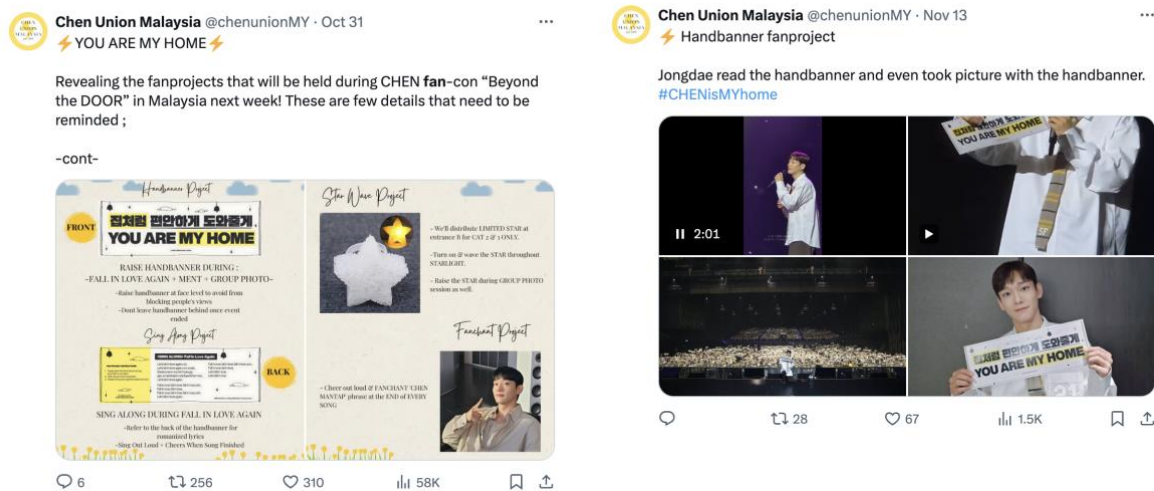 Chen Union Malaysia @chenunionMY · Oct 31
⚡YOU ARE MY HOME⚡
Revealing the fanprojects that will be held during CHEN fan-con “Beyond
the DOOR” in Malaysia next week! These are few details that need to be
reminded ;
-cont-
Handbanner Project
FRONT
집처럼 편안하게 도와줄게
YOU ARE MY HOME
RAISE HANDBANNER DURING :
~FALL IN LOVE AGAIN + MENT + GROUP PHOTO~
-Raise handbanner at face level to avoid from
blocking people's views
-Dont leave handbanner behind once event
ended
Sing Along Project
BACK
SING ALONG DURING FALL IN LOVE AGAIN
-Refer to the back of the handbanner for
romanized lyrics
-Sing Out Loud + Cheers When Song Finished
Star Wave Project
- We'll distribute LIMITED STAR at
entrance B for CAT 2 & 3 ONLY.
-Turn on & wave the STAR throughout
STARLIGHT.
- Raise the STAR during GROUP PHOTO
session as well.
Fanchant Project
- Cheer out loud & FANCHANT 'CHEN
MANTAP' phrase at the END of EVERY
SONG
6
256
310
58K
Chen Union Malaysia @chenunionMY · Nov 13
⚡ Handbanner fanproject
Jongdae read the handbanner and even took picture with the handbanner.
#CHENisMYhome
2:01
집처럼 편안하게 도와줄게
YOU ARE MY HOME
집처럼 편안하게 도와줄게
YOU ARE MY HOME
28
67
1.5K